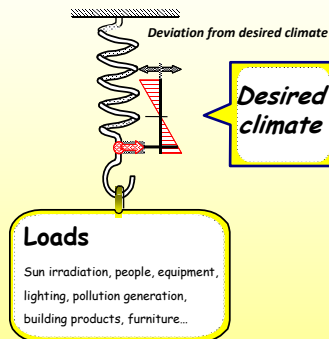 Deviation from desired climate
Desired
climate
Loads
Sun irradiation, people, equipment,
lighting, pollution generation,
building products, furniture...